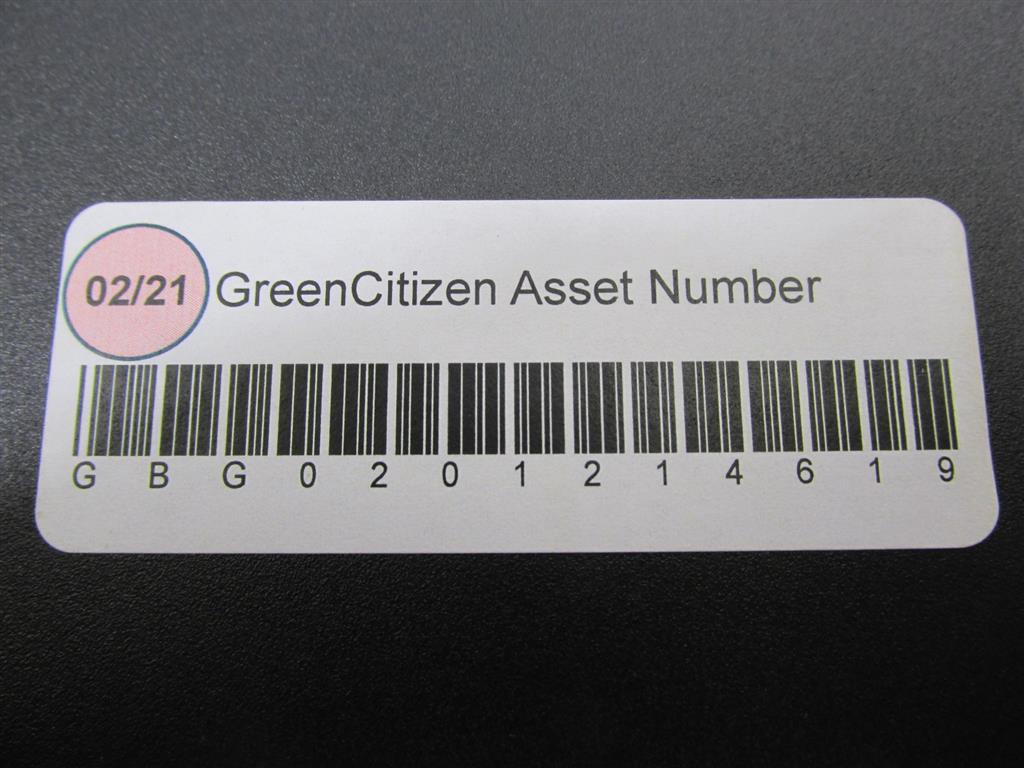 02/21 GreenCitizen Asset Number
G B G 0 2 0 1 2 1 4 6 1 9